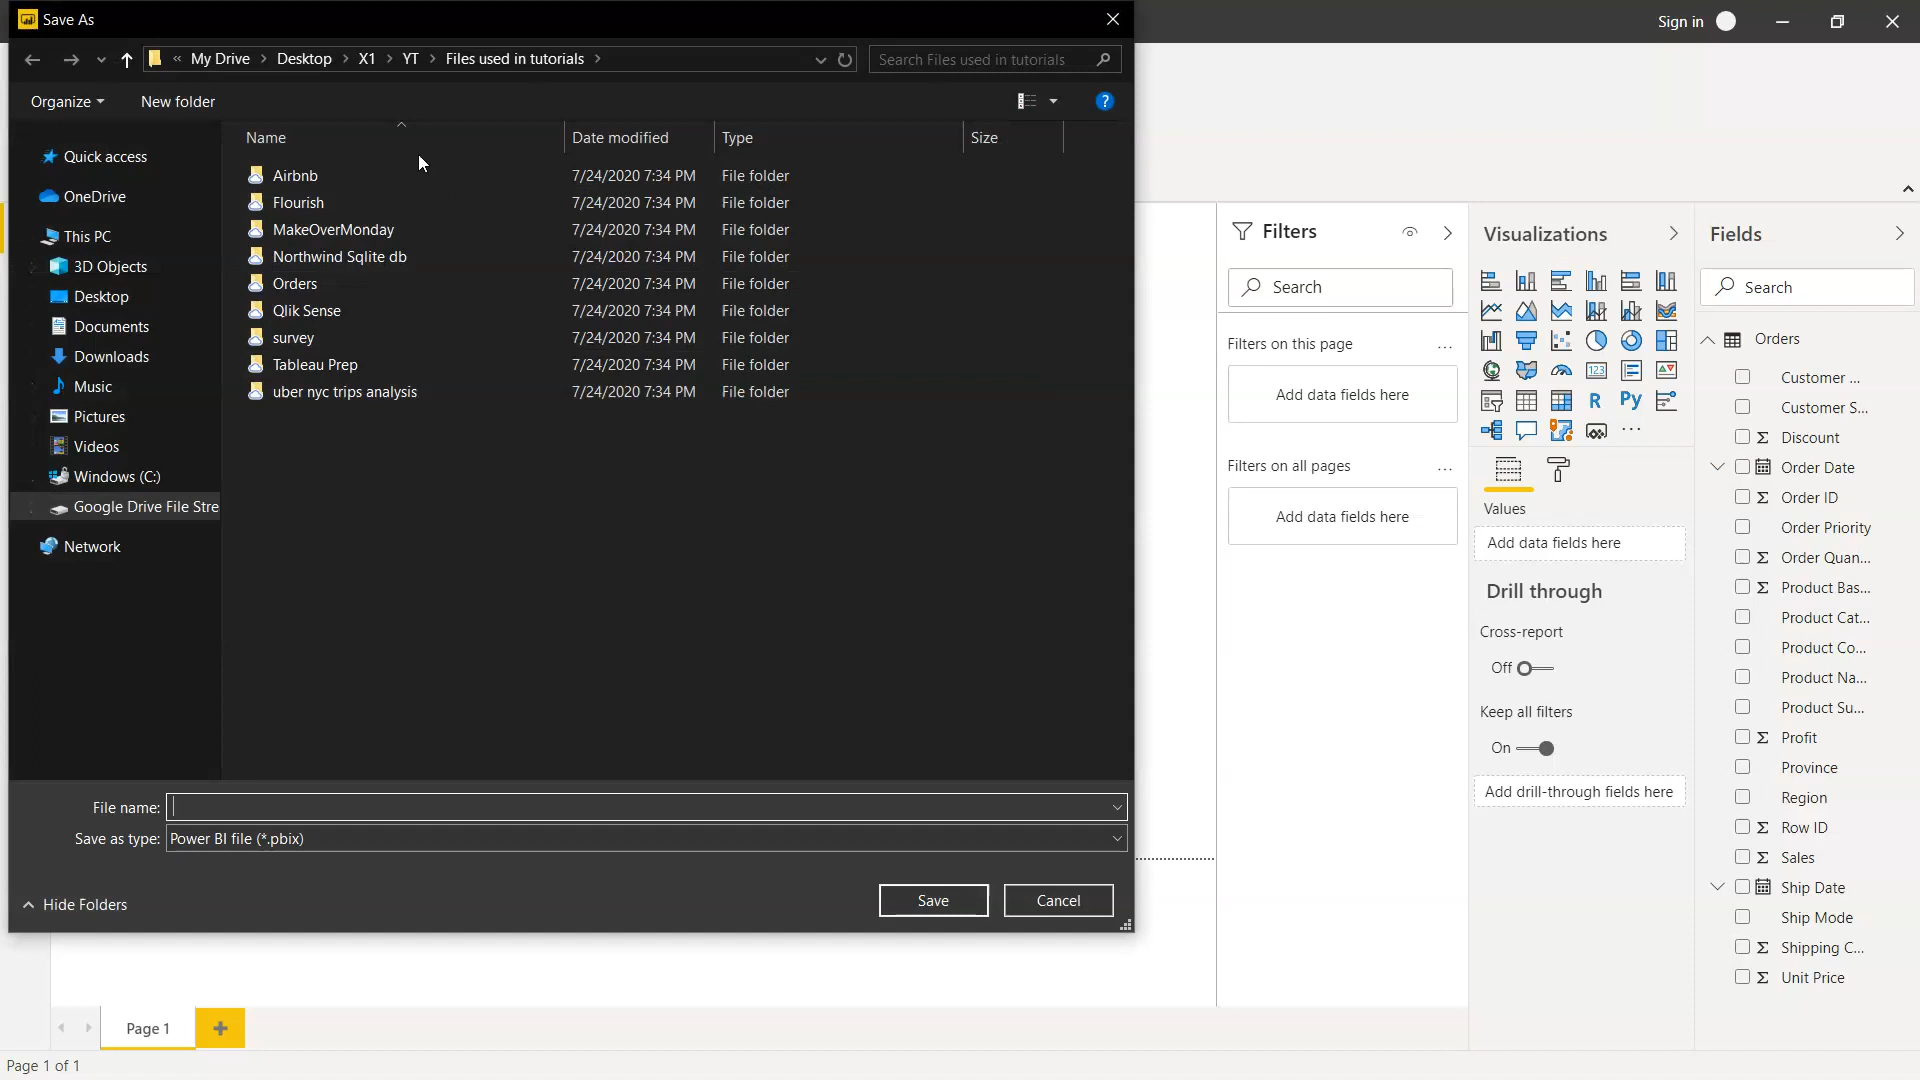 Save As
Sign in
« My Drive > Desktop > X1 > YT > Files used in tutorials >
Search Files used in tutorials
Organize
New folder
?
Name
Date modified
Type
Size
Quick access
OneDrive
This PC
3D Objects
Desktop
Documents
Downloads
Music
Pictures
Videos
Windows (C:)
Google Drive File Stre
Network
Airbnb 7/24/2020 7:34 PM File folder
Flourish 7/24/2020 7:34 PM File folder
MakeOverMonday 7/24/2020 7:34 PM File folder
Northwind Sqlite db 7/24/2020 7:34 PM File folder
Orders 7/24/2020 7:34 PM File folder
Qlik Sense 7/24/2020 7:34 PM File folder
survey 7/24/2020 7:34 PM File folder
Tableau Prep 7/24/2020 7:34 PM File folder
uber nyc trips analysis 7/24/2020 7:34 PM File folder
File name:
Save as type: Power BI file (*.pbix)
Hide Folders
Save
Cancel
Filters
Search
Filters on this page ...
Add data fields here
Filters on all pages ...
Add data fields here
Visualizations
123
R
Py
...
Values
Add data fields here
Drill through
Cross-report
Off
Keep all filters
On
Add drill-through fields here
Fields
Search
Orders
Customer ...
Customer S...
Σ Discount
Order Date
Σ Order ID
Order Priority
Σ Order Quan...
Σ Product Bas...
Product Cat...
Product Co...
Product Na...
Product Su...
Σ Profit
Province
Region
Σ Row ID
Σ Sales
Ship Date
Ship Mode
Σ Shipping C...
Σ Unit Price
Page 1
+
Page 1 of 1